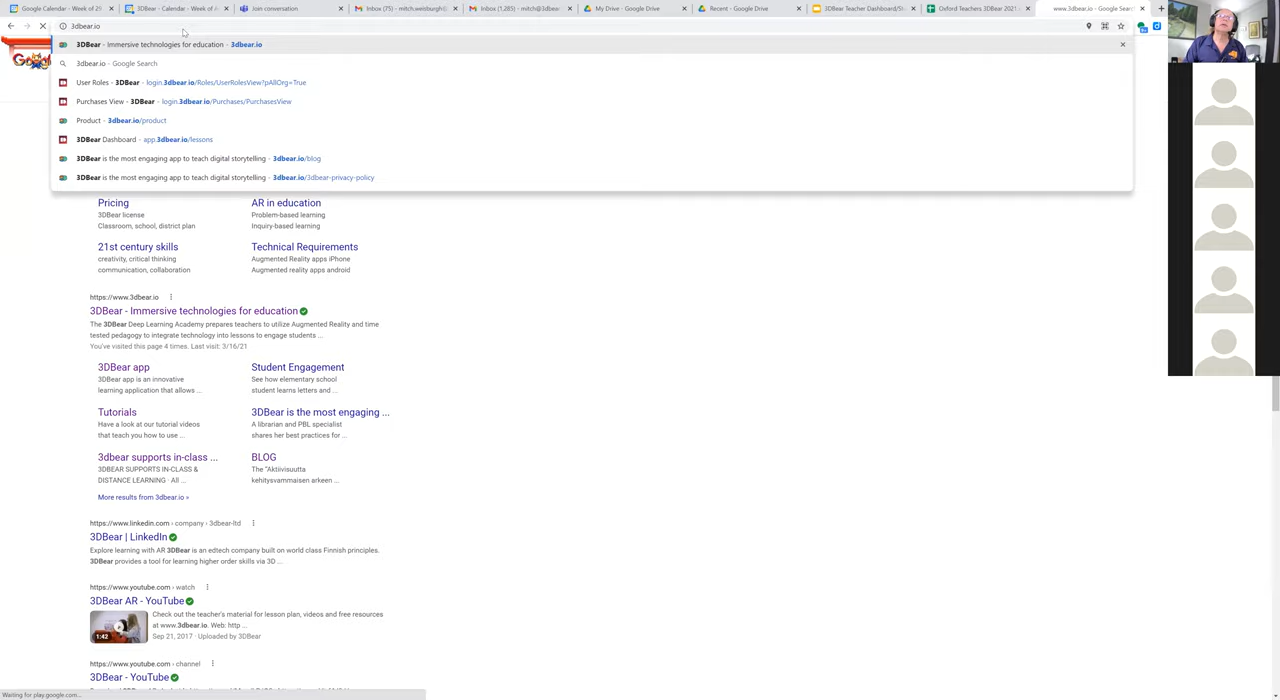 Google Calendar - Week of 25
3DBear - Calendar - Week of A
Join conversation
Inbox (75) - mitch.weisburgh@
Inbox (1,285) - mitch@3dbear.
My Drive - Google Drive
Recent - Google Drive
3DBear Teacher Dashboard/St
Oxford Teachers 3DBear 2021
www.3dbear.io - Google Searc
3dbear.io
3DBear - Immersive technologies for education - 3dbear.io
3dbear.io - Google Search
User Roles - 3DBear - login.3dbear.io/Roles/UserRolesView?pAllOrg=True
Purchases View - 3DBear - login.3dbear.io/Purchases/PurchasesView
Product - 3dbear.io/product
3DBear Dashboard - app.3dbear.io/lessons
3DBear is the most engaging app to teach digital storytelling - 3dbear.io/blog
3DBear is the most engaging app to teach digital storytelling - 3dbear.io/3dbear-privacy-policy
Pricing
3DBear license
Classroom, school, district plan
AR in education
Problem-based learning
Inquiry-based learning
21st century skills
creativity, critical thinking
communication, collaboration
Technical Requirements
Augmented Reality apps iPhone
Augmented reality apps android
https://www.3dbear.io
3DBear - Immersive technologies for education
The 3DBear Deep Learning Academy prepares teachers to utilize Augmented Reality and time
tested pedagogy to integrate technology into lessons to engage students ...
You've visited this page 4 times. Last visit: 3/16/21
3DBear app
3DBear app is an innovative
learning application that allows ...
Student Engagement
See how elementary school
student learns letters and ...
Tutorials
Have a look at our tutorial videos
that teach you how to use ...
3DBear is the most engaging ...
A librarian and PBL specialist
shares her best practices for ...
3dbear supports in-class ...
3DBEAR SUPPORTS IN-CLASS &
DISTANCE LEARNING · All ...
BLOG
The "Aktiivisuutta
kehitysvammaisen arkeen ...
More results from 3dbear.io »
https://www.linkedin.com › company › 3dbear-ltd
3DBear | LinkedIn
Explore learning with AR 3DBear is an edtech company built on world class Finnish principles.
3DBear provides a tool for learning higher order skills via 3D ...
https://www.youtube.com › watch
3DBear AR - YouTube
1:42
Check out the teacher's material for lesson plan, videos and free resources
at www.3dbear.io. Web: http ...
Sep 21, 2017 · Uploaded by 3DBear
https://www.youtube.com › channel
3DBear - YouTube
Waiting for play.google.com...